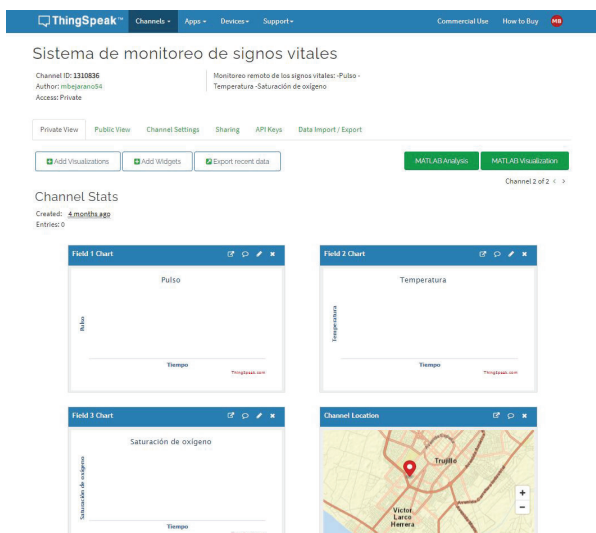 ThingSpeak™ Channels Apps Devices Support Commercial Use How to Buy MB
Sistema de monitoreo de signos vitales
Channel ID: 1310836
Author: mbejarano54
Access: Private
Monitoreo remoto de los signos vitales: -Pulso -
Temperatura -Saturación de oxígeno
Private View Public View Channel Settings Sharing API Keys Data Import / Export
Add Visualizations Add Widgets Export recent data MATLAB Analysis MATLAB Visualization
Channel 2 of 2 < >
Channel Stats
Created: 4 months ago
Entries: 0
Field 1 Chart
Pulso
Pulso
Tiempo
ThingSpeak.com
Field 2 Chart
Temperatura
Temperatura
Tiempo
ThingSpeak.com
Field 3 Chart
Saturación de oxígeno
Saturación de oxígeno
Tiempo
Channel Location
Trujillo
Victor
Larco
Herrera
+
−